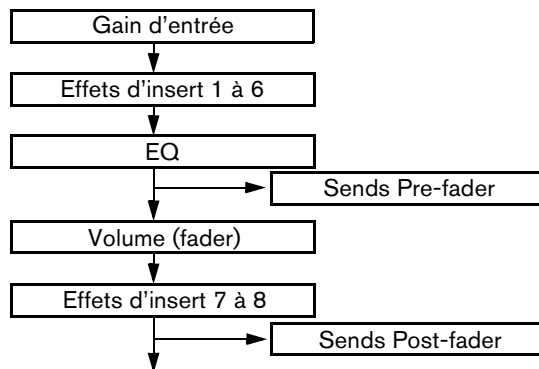 Gain d’entrée
Effets d’insert 1 à 6
EQ
Sends Pre-fader
Volume (fader)
Effets d’insert 7 à 8
Sends Post-fader